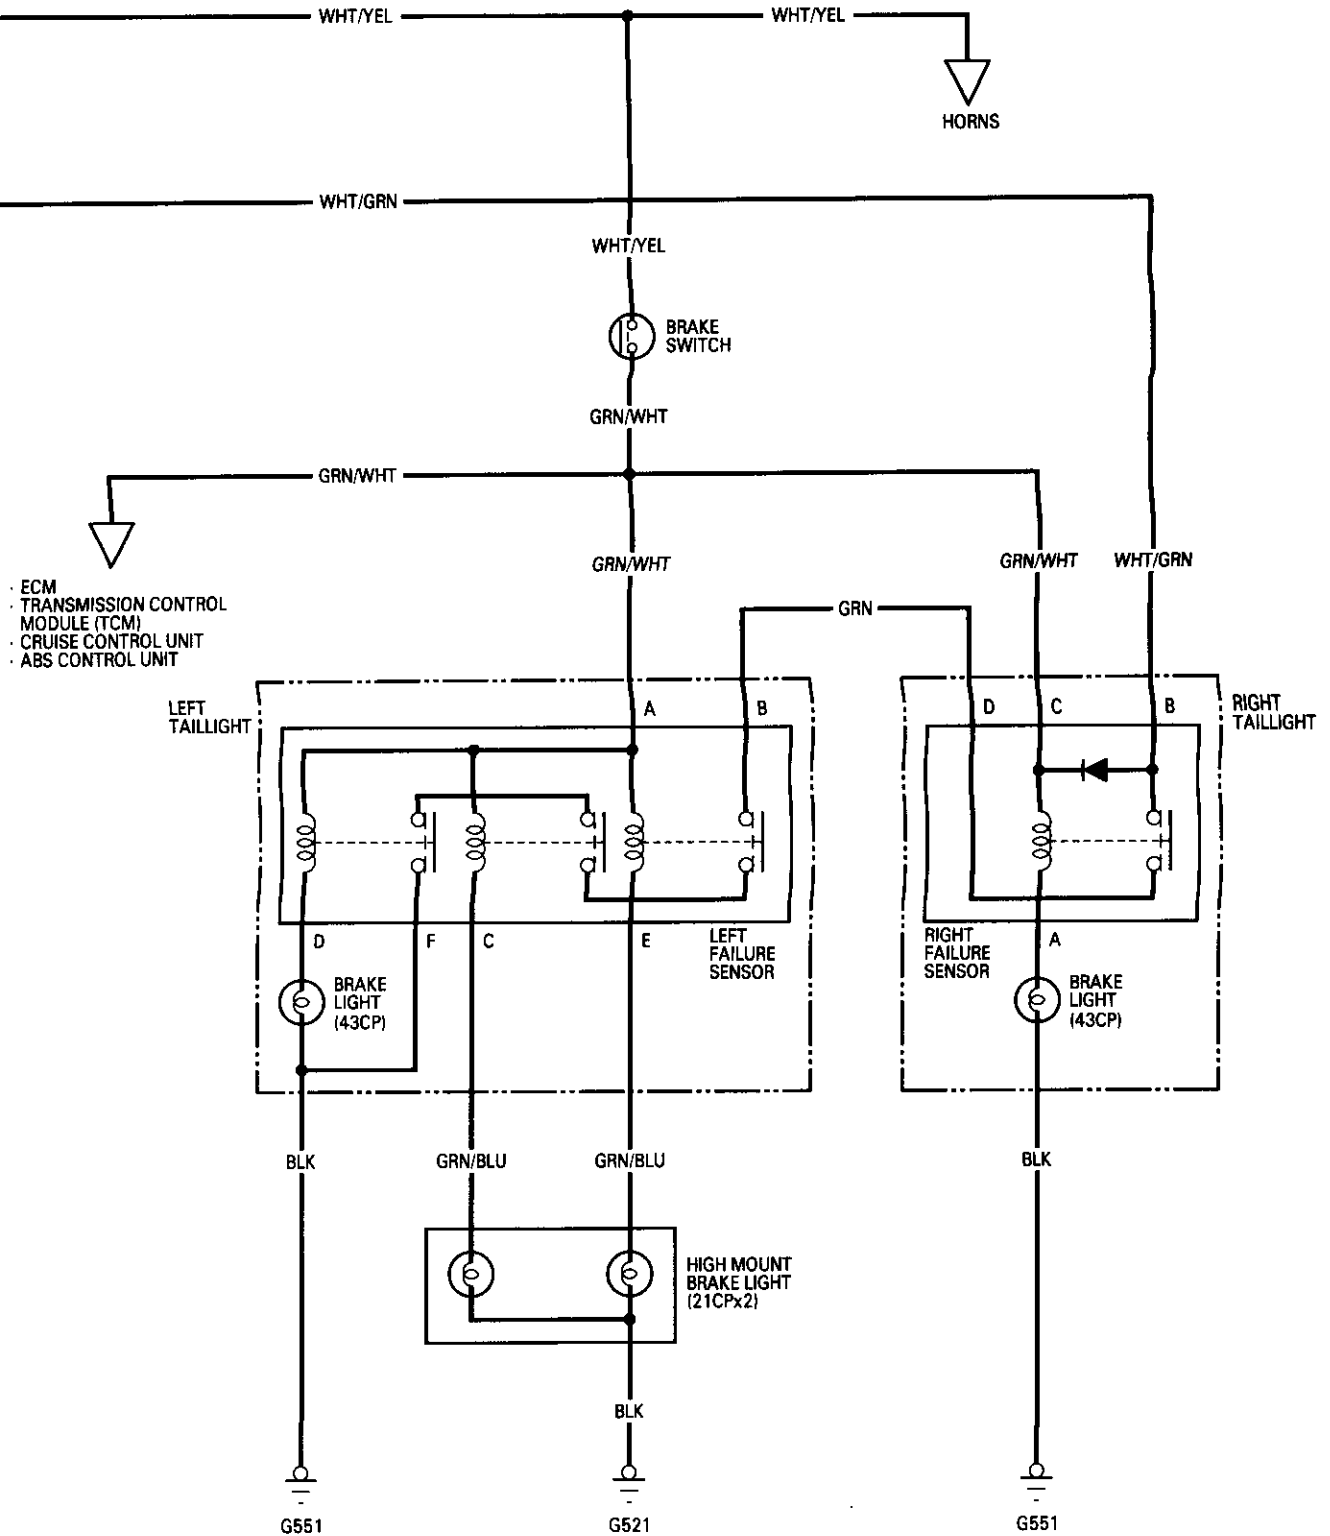 WHT/YEL
WHT/YEL
HORNS
WHT/GRN
WHT/YEL
BRAKE
SWITCH
GRN/WHT
GRN/WHT
GRN/WHT
GRN/WHT
WHT/GRN
· ECM
· TRANSMISSION CONTROL
MODULE (TCM)
· CRUISE CONTROL UNIT
· ABS CONTROL UNIT
GRN
LEFT
TAILLIGHT
A
B
D
C
B
RIGHT
TAILLIGHT
D
F
C
E
LEFT
FAILURE
SENSOR
RIGHT
FAILURE
SENSOR
A
BRAKE
LIGHT
(43CP)
BRAKE
LIGHT
(43CP)
BLK
GRN/BLU
GRN/BLU
BLK
HIGH MOUNT
BRAKE LIGHT
(21CPx2)
BLK
G551
G521
G551